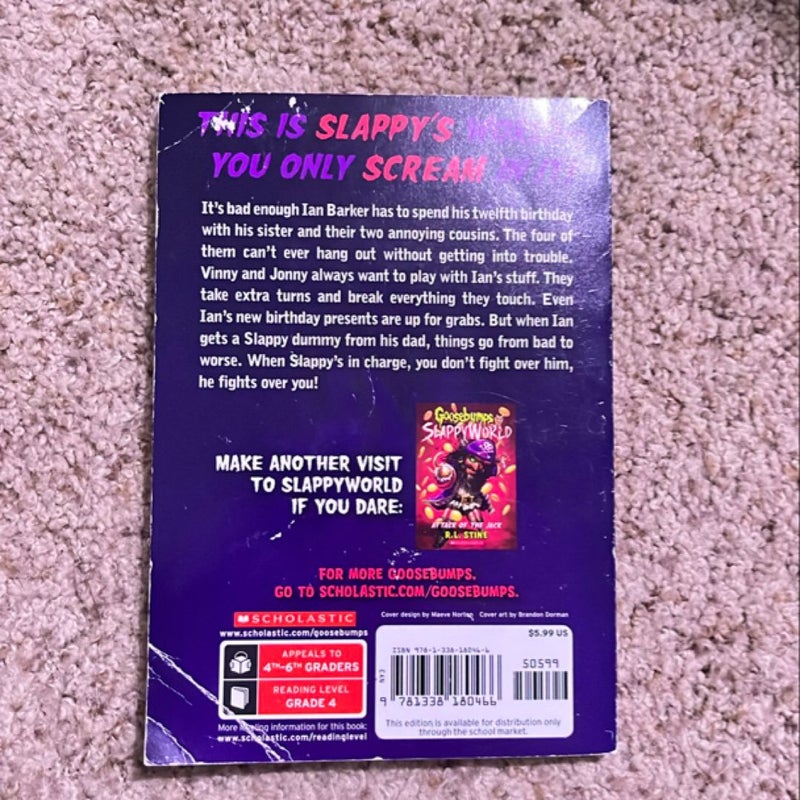 THIS IS SLAPPY'S
YOU ONLY SCREAM
It's bad enough Ian Barker has to spend his twelfth birthday
with his sister and their two annoying cousins. The four of
them can't ever hang out without getting into trouble.
Vinny and Jonny always want to play with Ian's stuff. They
take extra turns and break everything they touch. Even
Ian's new birthday presents are up for grabs. But when Ian
gets a Slappy dummy from his dad, things go from bad to
worse. When Slappy's in charge, you don't fight over him,
he fights over you!
Goosebumps
SLAPPYWORLD
ATTACK OF THE JACK
R.L. STINE
MAKE ANOTHER VISIT
TO SLAPPYWORLD
IF YOU DARE:
FOR MORE GOOSEBUMPS,
GO TO SCHOLASTIC.COM/GOOSEBUMPS.
SCHOLASTIC
www.scholastic.com/goosebumps
Cover design by Maeve Norton Cover art by Brandon Dorman
APPEALS TO
4TH–6TH GRADERS
READING LEVEL
GRADE 4
More leveling information for this book:
www.scholastic.com/readinglevel
$5.99 US
ISBN 978-1-338-18046-6
50599
EAN
9 781338 180466
This edition is available for distribution only
through the school market.